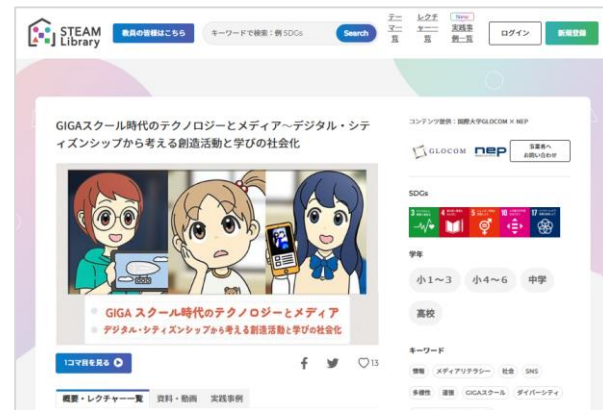 STEAM
Library
教員の皆様はこちら
キーワードで検索：例 SDGs
Search
テーマ一覧
レクチャー一覧
New
実践事例一覧
ログイン
新規登録
GIGAスクール時代のテクノロジーとメディア〜デジタル・シテ
ィズンシップから考える創造活動と学びの社会化
GIGA スクール時代のテクノロジーとメディア
デジタル・シティズンシップから考える創造活動と学びの社会化
1コマ目を見る
13
概要・レクチャー一覧
資料・動画
実践事例
コンテンツ提供：国際大学GLOCOM × NEP
GLOCOM
nep
事業者へ
お問い合わせ
SDGs
3
4
5
10
17
学年
小1〜3
小4〜6
中学
高校
キーワード
情報
メディアリテラシー
社会
SNS
多様性
道徳
GIGAスクール
ダイバーシティ